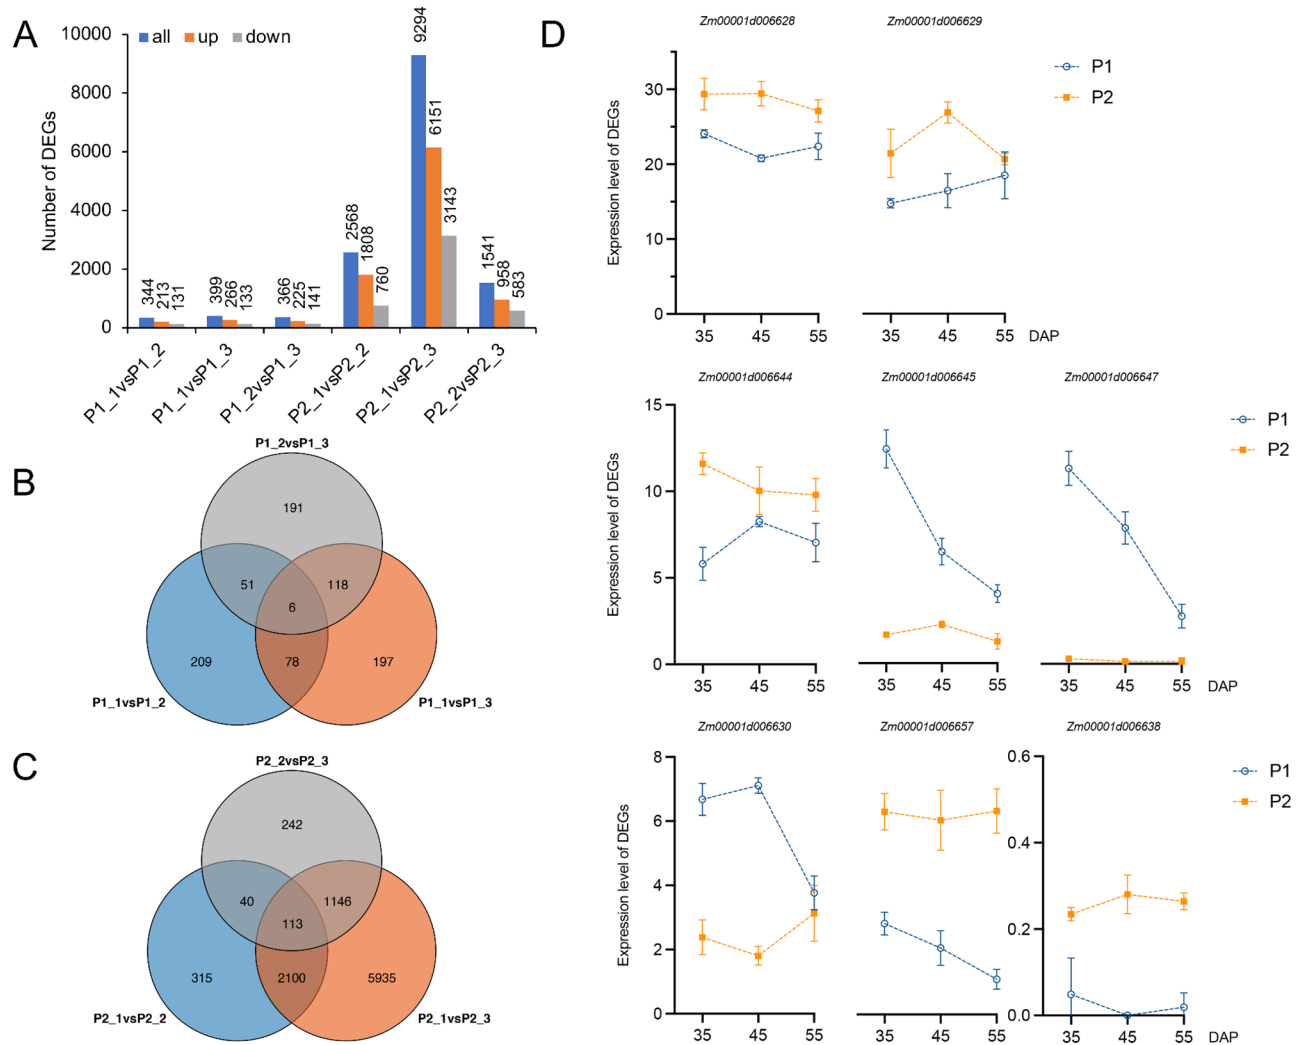 A
all up down
Number of DEGs
10000
8000
6000
4000
2000
0
344
213
131
399
266
133
366
225
141
2568
1808
760
9294
6151
3143
1541
958
583
P1_1vsP1_2
P1_1vsP1_3
P1_2vsP1_3
P2_1vsP2_2
P2_1vsP2_3
P2_2vsP2_3
B
P1_2vsP1_3
191
51
118
6
209
78
197
P1_1vsP1_2
P1_1vsP1_3
C
P2_2vsP2_3
242
40
1146
113
315
2100
5935
P2_1vsP2_2
P2_1vsP2_3
D
Zm00001d006628
Zm00001d006629
P1
P2
Expression level of DEGs
30
20
10
0
35 45 55
35 45 55
DAP
Zm00001d006644
Zm00001d006645
Zm00001d006647
P1
P2
Expression level of DEGs
15
10
5
0
35 45 55
35 45 55
35 45 55
DAP
Zm00001d006630
Zm00001d006657
Zm00001d006638
P1
P2
Expression level of DEGs
8
6
4
2
0
0.6
0.4
0.2
0.0
35 45 55
35 45 55
35 45 55
DAP